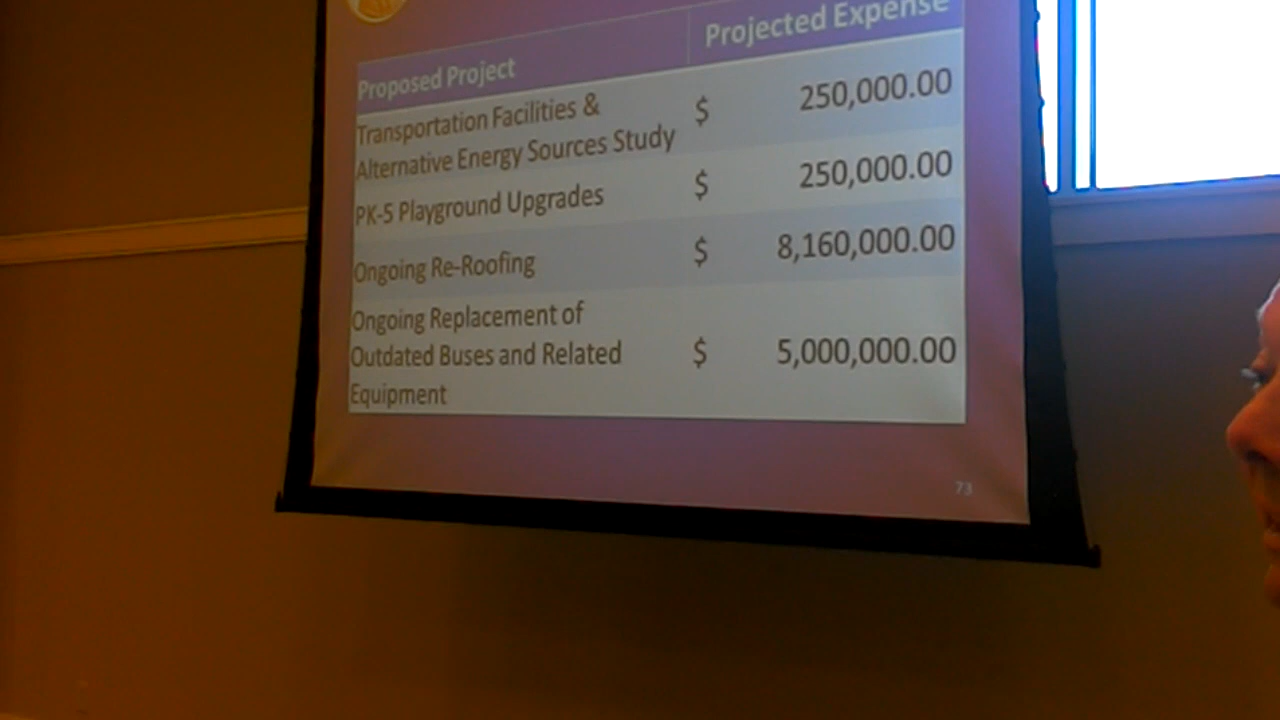 Proposed Project Projected Expense
Transportation Facilities &
Alternative Energy Sources Study $ 250,000.00
PK-5 Playground Upgrades $ 250,000.00
Ongoing Re-Roofing $ 8,160,000.00
Ongoing Replacement of
Outdated Buses and Related $ 5,000,000.00
Equipment
73